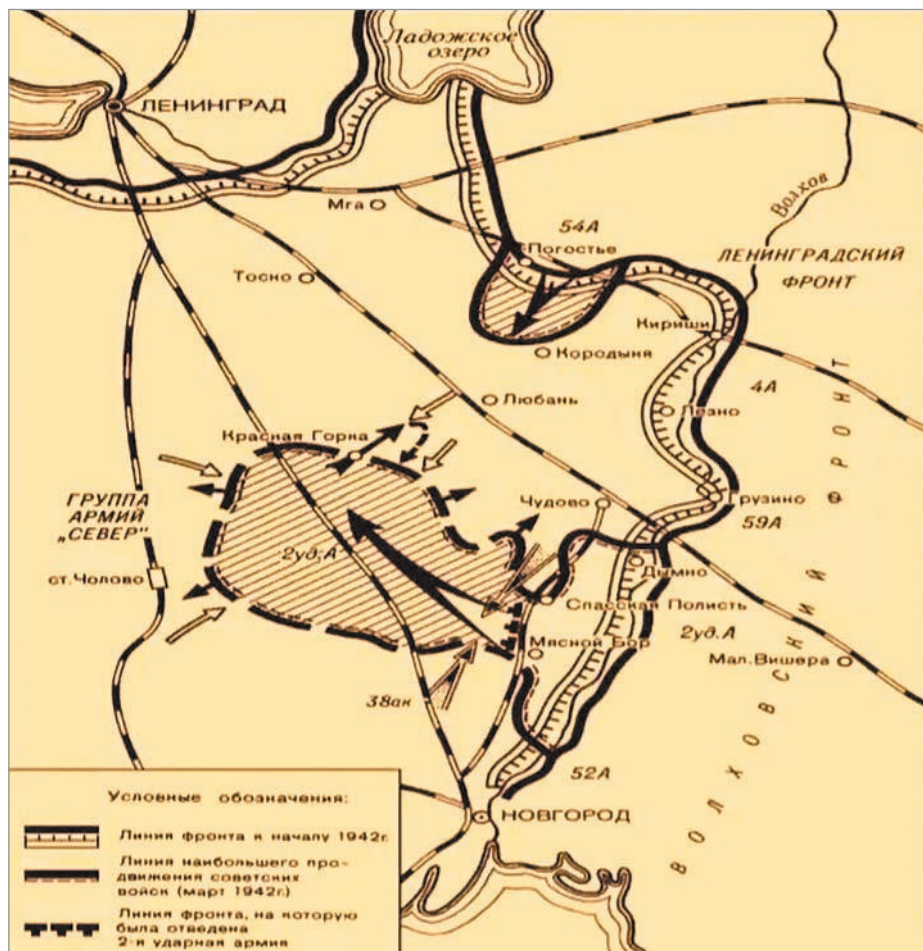 Ладожское
озеро
ЛЕНИНГРАД
Волхов
Мга
54А
Погостье
ЛЕНИНГРАДСКИЙ
ФРОНТ
Тосно
Кириши
Кородыня
4А
Любань
Лезно
Красная Горка
ГРУППА
АРМИЙ
„СЕВЕР"
Чудово
Грузино
59А
2уд.А
ст. Чолово
Дымно
Спасская Полисть
2уд.А
Мясной Бор
Мал.Вишера
38ак
52А
НОВГОРОД
ВОЛХОВСКИЙ ФРОНТ
Условные обозначения:
Линия фронта к началу 1942г.
Линия наибольшего про-
движения советских
войск (март 1942г.)
Линия фронта, на которую
была отведена
2-я ударная армия